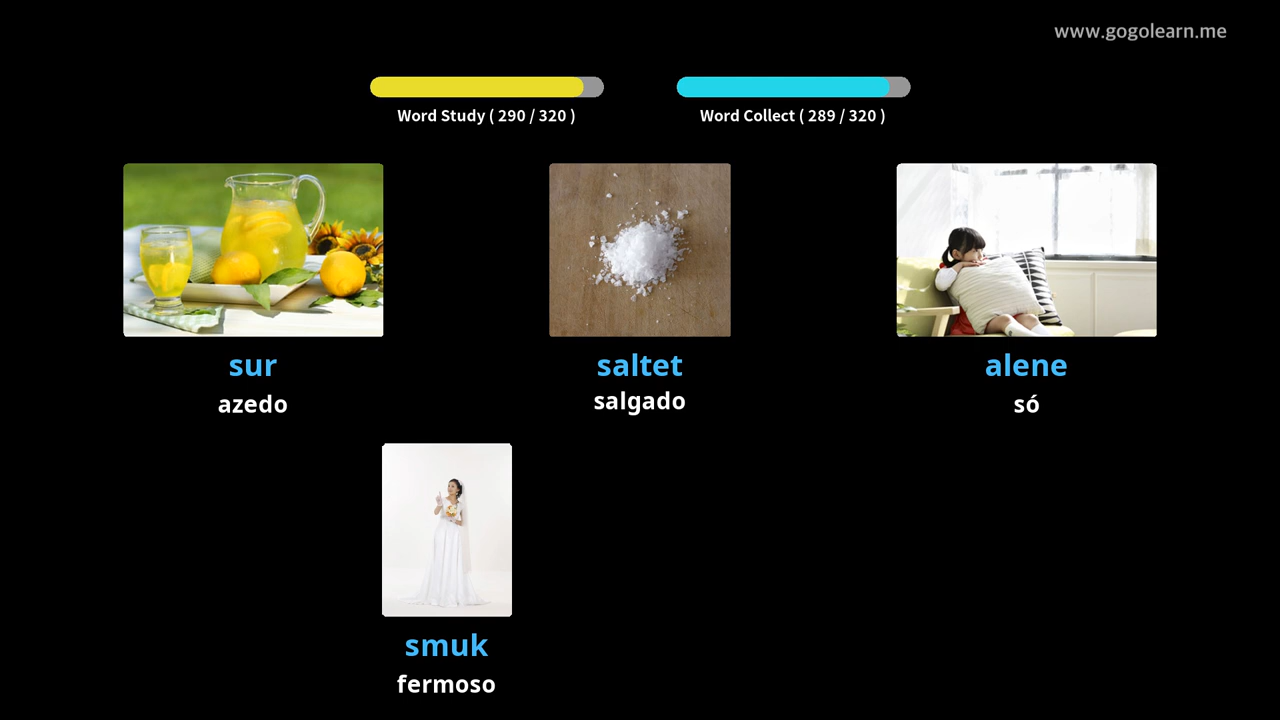 www.gogolearn.me
Word Study ( 290 / 320 )
Word Collect ( 289 / 320 )
sur
azedo
saltet
salgado
alene
só
smuk
fermoso